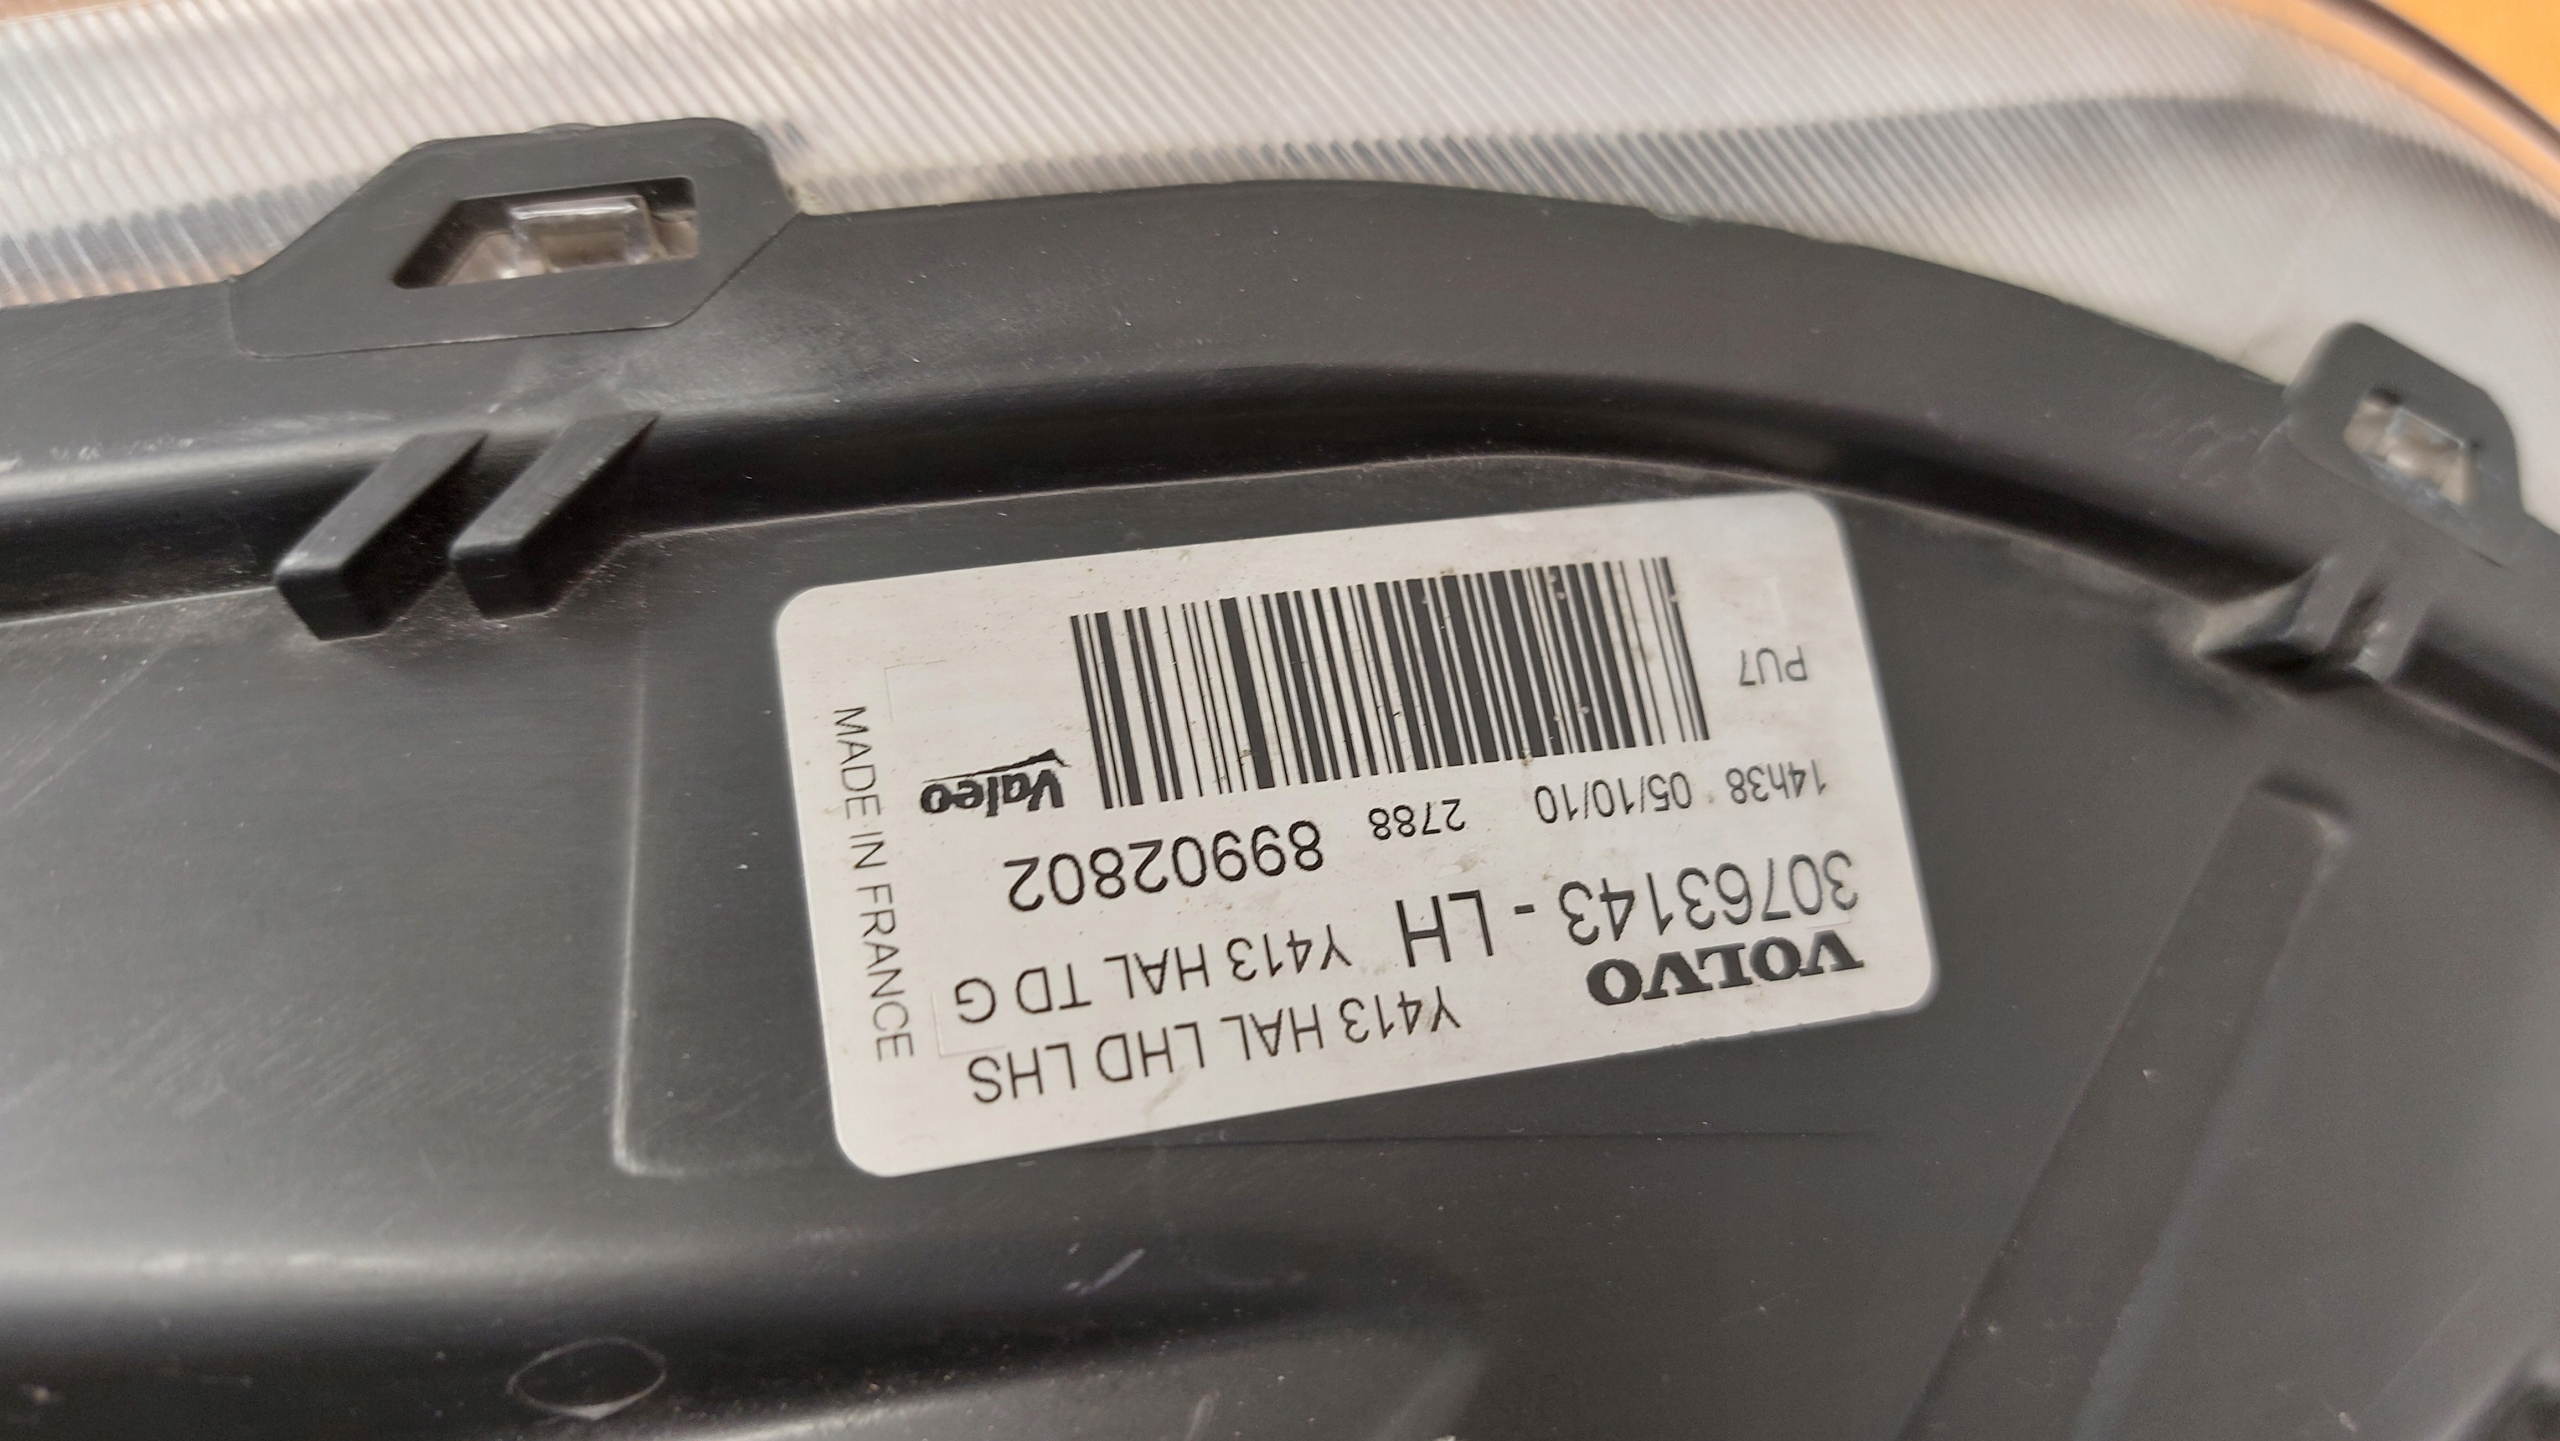 Y413 HAL LHD LHS
VOLVO
30763143 - LH Y413 HAL TD G
14h38 05/10/10 2788 89902802
PU7
Valeo
MADE IN FRANCE